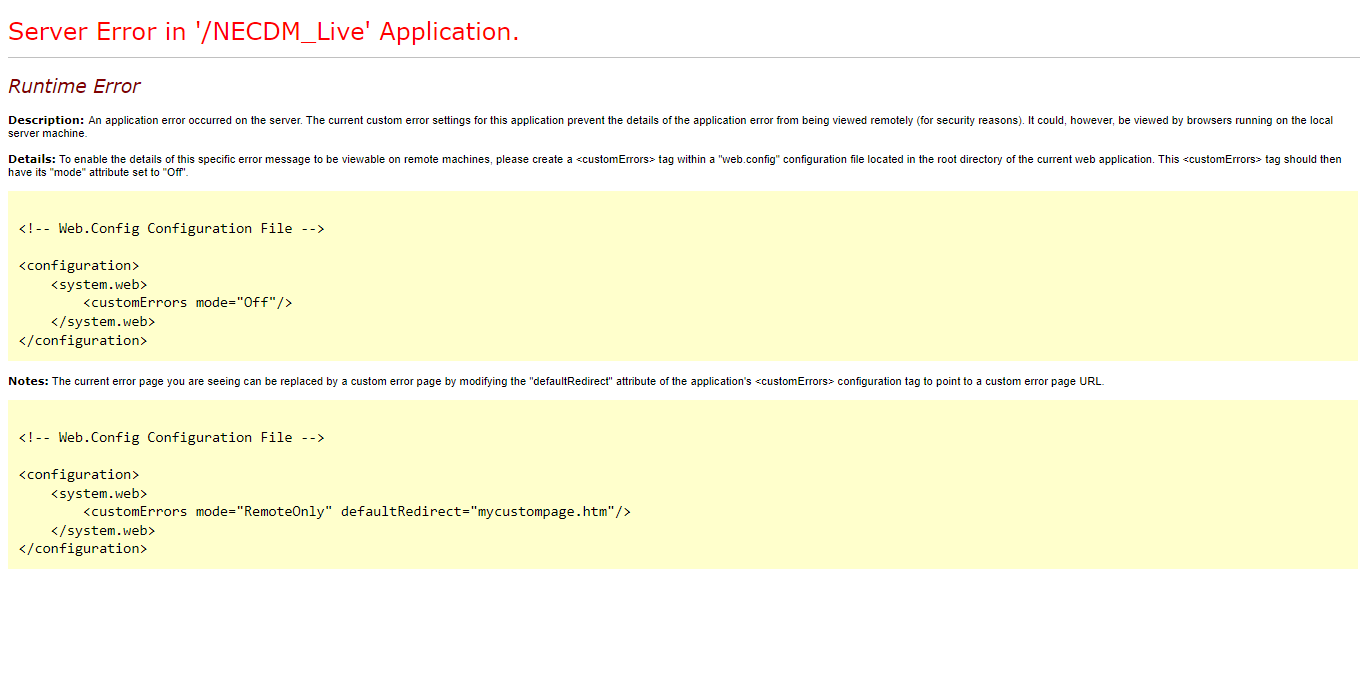 Server Error in '/NECDM_Live' Application.
Runtime Error
Description: An application error occurred on the server. The current custom error settings for this application prevent the details of the application error from being viewed remotely (for security reasons). It could, however, be viewed by browsers running on the local
server machine.
Details: To enable the details of this specific error message to be viewable on remote machines, please create a <customErrors> tag within a "web.config" configuration file located in the root directory of the current web application. This <customErrors> tag should then
have its "mode" attribute set to "Off".
<!-- Web.Config Configuration File -->
<configuration>
    <system.web>
        <customErrors mode="Off"/>
    </system.web>
</configuration>
Notes: The current error page you are seeing can be replaced by a custom error page by modifying the "defaultRedirect" attribute of the application's <customErrors> configuration tag to point to a custom error page URL.
<!-- Web.Config Configuration File -->
<configuration>
    <system.web>
        <customErrors mode="RemoteOnly" defaultRedirect="mycustompage.htm"/>
    </system.web>
</configuration>